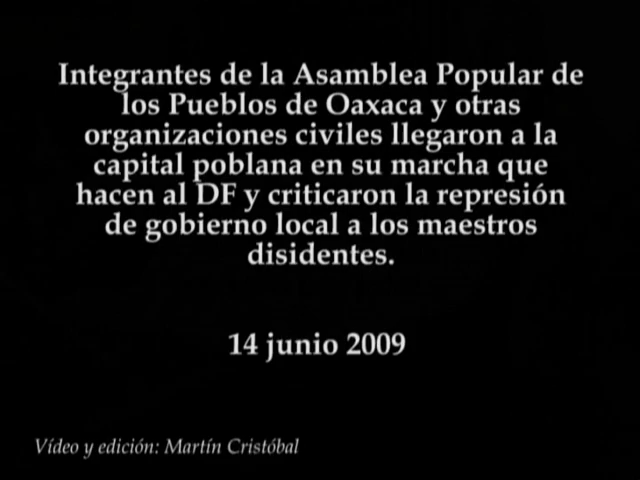 Integrantes de la Asamblea Popular de
los Pueblos de Oaxaca y otras
organizaciones civiles llegaron a la
capital poblana en su marcha que
hacen al DF y criticaron la represión
de gobierno local a los maestros
disidentes.
14 junio 2009
Vídeo y edición: Martín Cristóbal